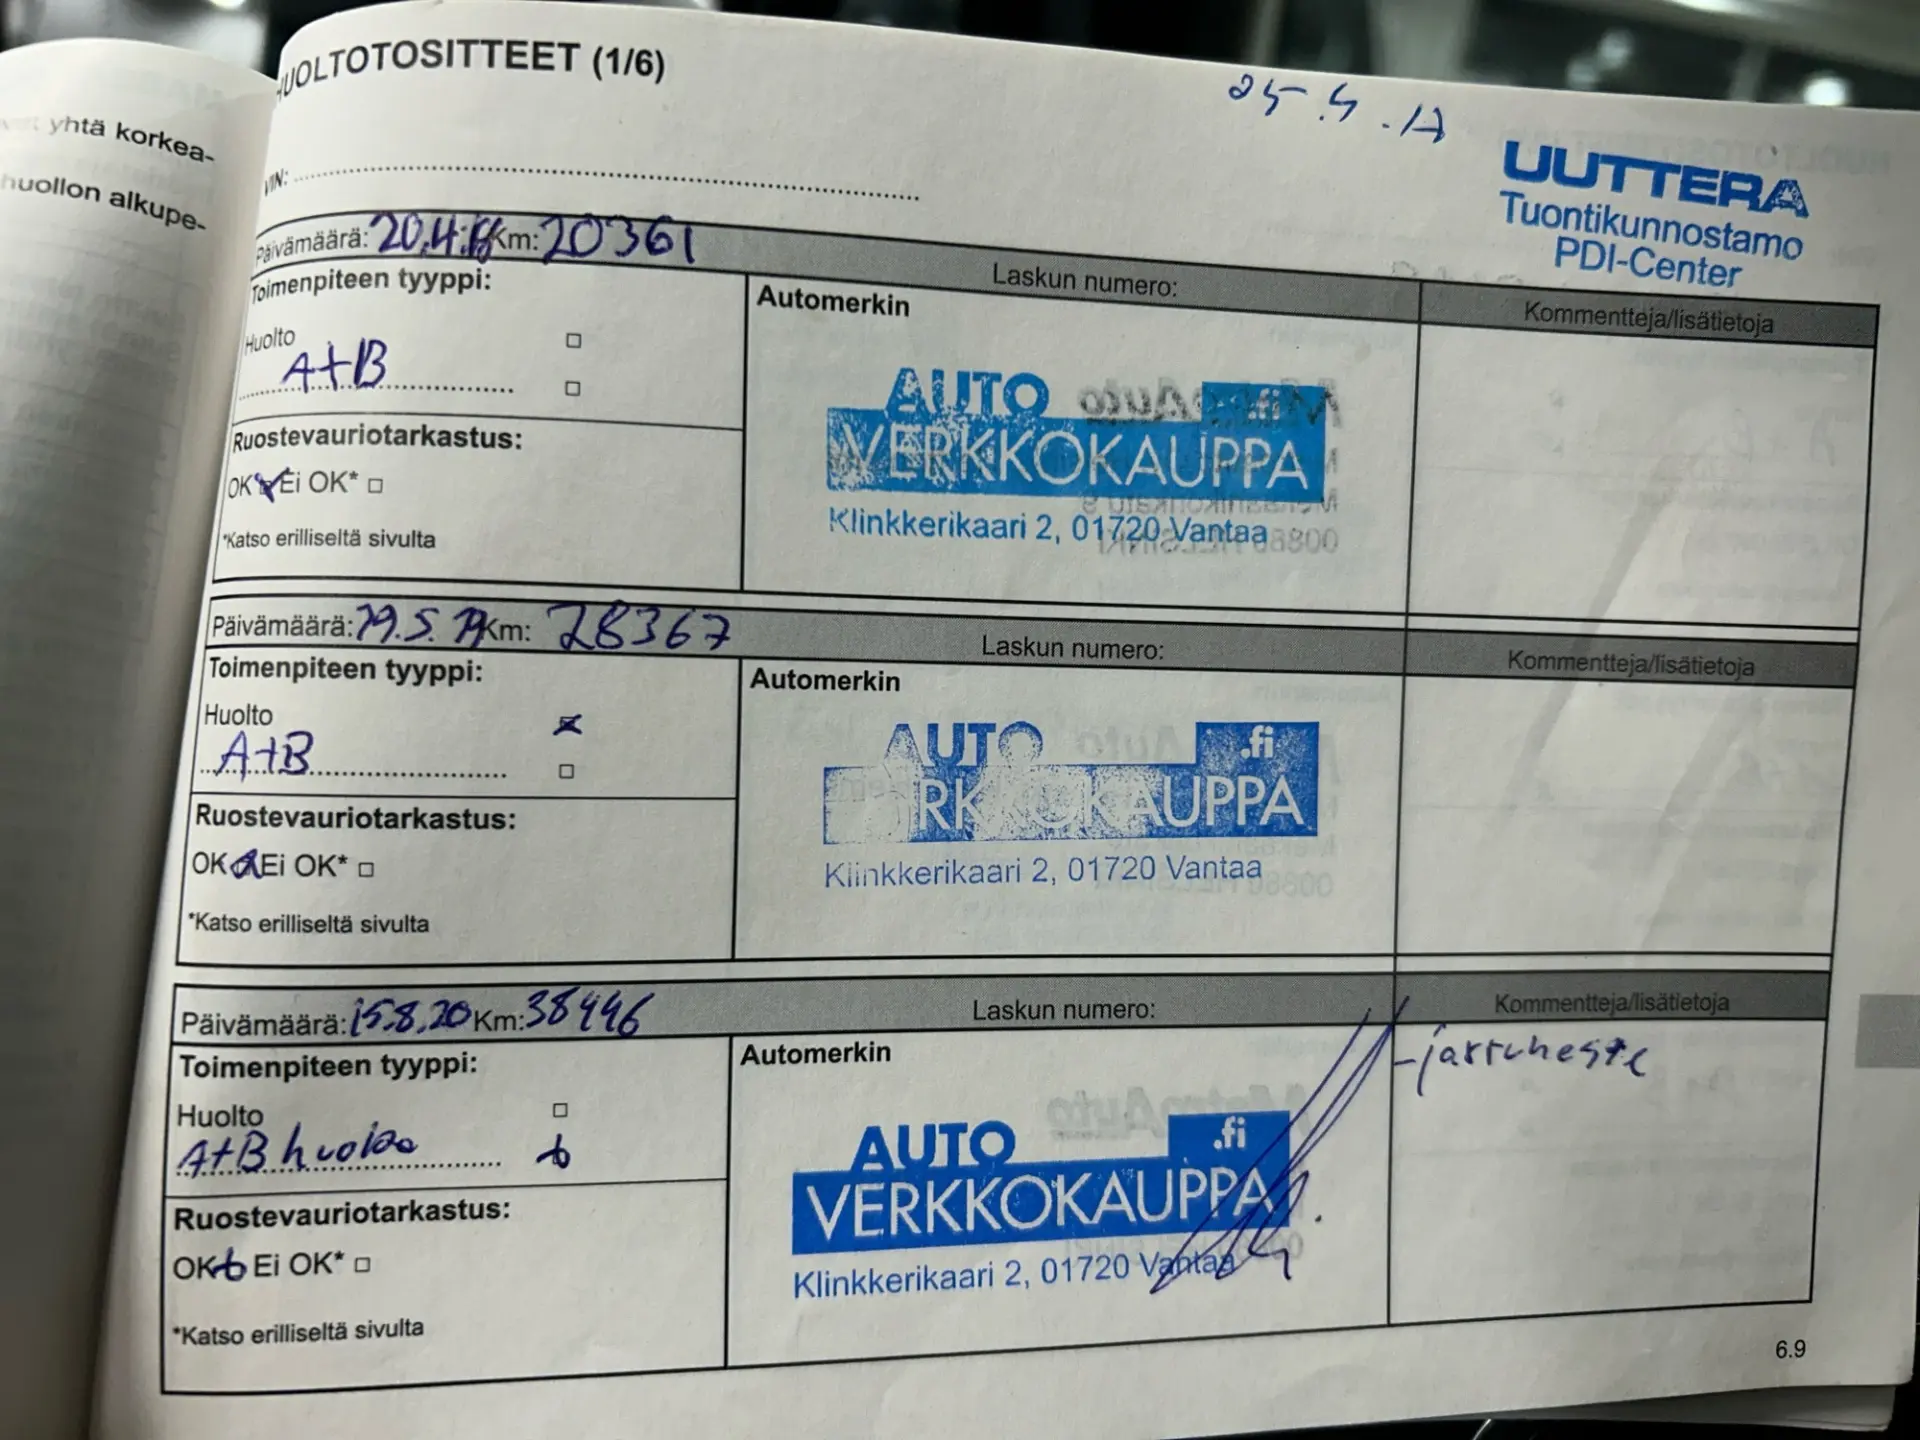 yhtä korkea-
huollon alkupe-
HUOLTOTOSITTEET (1/6)
25.4.17
UUTTERA
Tuontikunnostamo
PDI-Center
VIN:
Päivämäärä: 20.4. Km: 20361
Laskun numero:
Kommentteja/lisätietoja
Toimenpiteen tyyppi:
Huolto
A+B
Ruostevauriotarkastus:
OK Ei OK*
*Katso erilliseltä sivulta
Automerkin
AUTO .fi
VERKKOKAUPPA
Klinkkerikaari 2, 01720 Vantaa
Päivämäärä: 29.5. Km: 28367
Laskun numero:
Kommentteja/lisätietoja
Toimenpiteen tyyppi:
Huolto
A+B
Ruostevauriotarkastus:
OK Ei OK*
*Katso erilliseltä sivulta
Automerkin
AUTO .fi
VERKKOKAUPPA
Klinkkerikaari 2, 01720 Vantaa
Päivämäärä: 15.8.20 Km: 38446
Laskun numero:
Kommentteja/lisätietoja
Toimenpiteen tyyppi:
Huolto
A+B huolto
Ruostevauriotarkastus:
OK Ei OK*
*Katso erilliseltä sivulta
Automerkin
AUTO .fi
VERKKOKAUPPA
Klinkkerikaari 2, 01720 Vantaa
-jarruneste
6.9